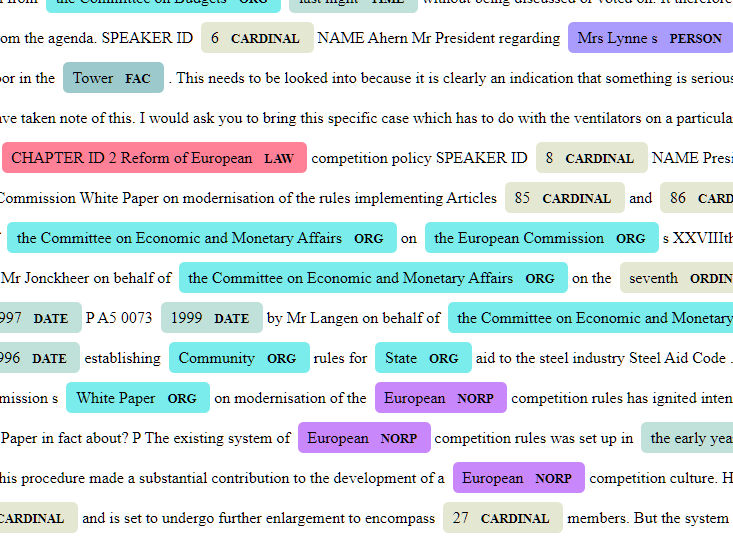 the Committee on Budgets ORG last night TIME without being discussed or voted on. It therefore
om the agenda. SPEAKER ID 6 CARDINAL NAME Ahern Mr President regarding Mrs Lynne s PERSON
or in the Tower FAC . This needs to be looked into because it is clearly an indication that something is seriou
ve taken note of this. I would ask you to bring this specific case which has to do with the ventilators on a particula
CHAPTER ID 2 Reform of European LAW competition policy SPEAKER ID 8 CARDINAL NAME Presi
Commission White Paper on modernisation of the rules implementing Articles 85 CARDINAL and 86 CARD
the Committee on Economic and Monetary Affairs ORG on the European Commission ORG s XXVIIIth
Mr Jonckheer on behalf of the Committee on Economic and Monetary Affairs ORG on the seventh ORDIN
997 DATE P A5 0073 1999 DATE by Mr Langen on behalf of the Committee on Economic and Monetary
996 DATE establishing Community ORG rules for State ORG aid to the steel industry Steel Aid Code .
mission s White Paper ORG on modernisation of the European NORP competition rules has ignited inten
Paper in fact about? P The existing system of European NORP competition rules was set up in the early yea
his procedure made a substantial contribution to the development of a European NORP competition culture. H
CARDINAL and is set to undergo further enlargement to encompass 27 CARDINAL members. But the system